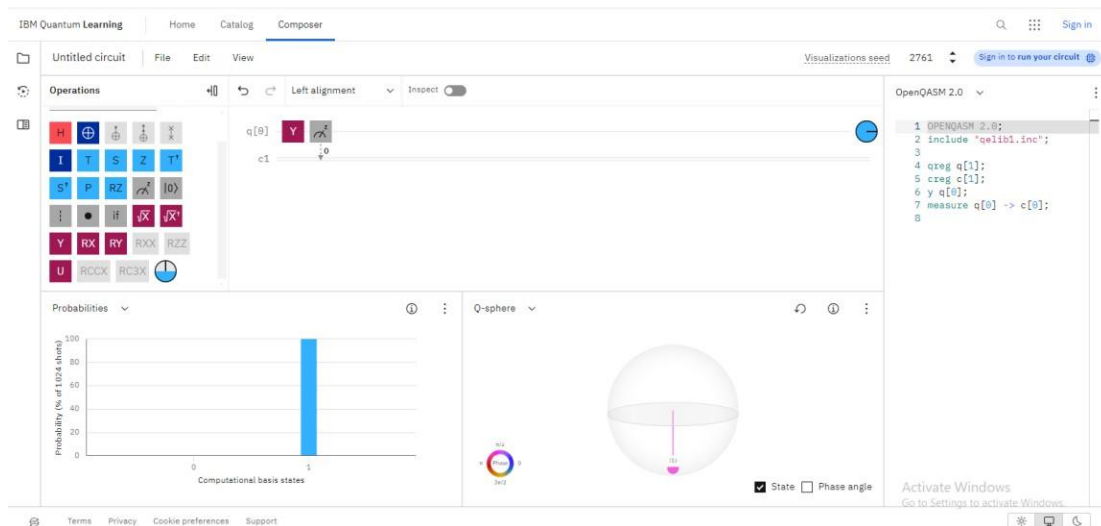 IBM Quantum Learning Home Catalog Composer Sign in
Untitled circuit File Edit View Visualizations seed 2761 Sign in to run your circuit
Operations Left alignment Inspect OpenQASM 2.0
H
I T S Z T†
S† P RZ z |0⟩
if √X √X†
Y RX RY RXX RZZ
U RCCX RC3X
q[0] Y z
0
c1
1 OPENQASM 2.0;
2 include "qelib1.inc";
3
4 qreg q[1];
5 creg c[1];
6 y q[0];
7 measure q[0] -> c[0];
8
Probabilities
Probability (% of 1024 shots)
100
80
60
40
20
0
0 1
Computational basis states
Q-sphere
|1⟩
π/2
π Phase 0
3π/2
State Phase angle
Activate Windows
Go to Settings to activate Windows.
Terms Privacy Cookie preferences Support